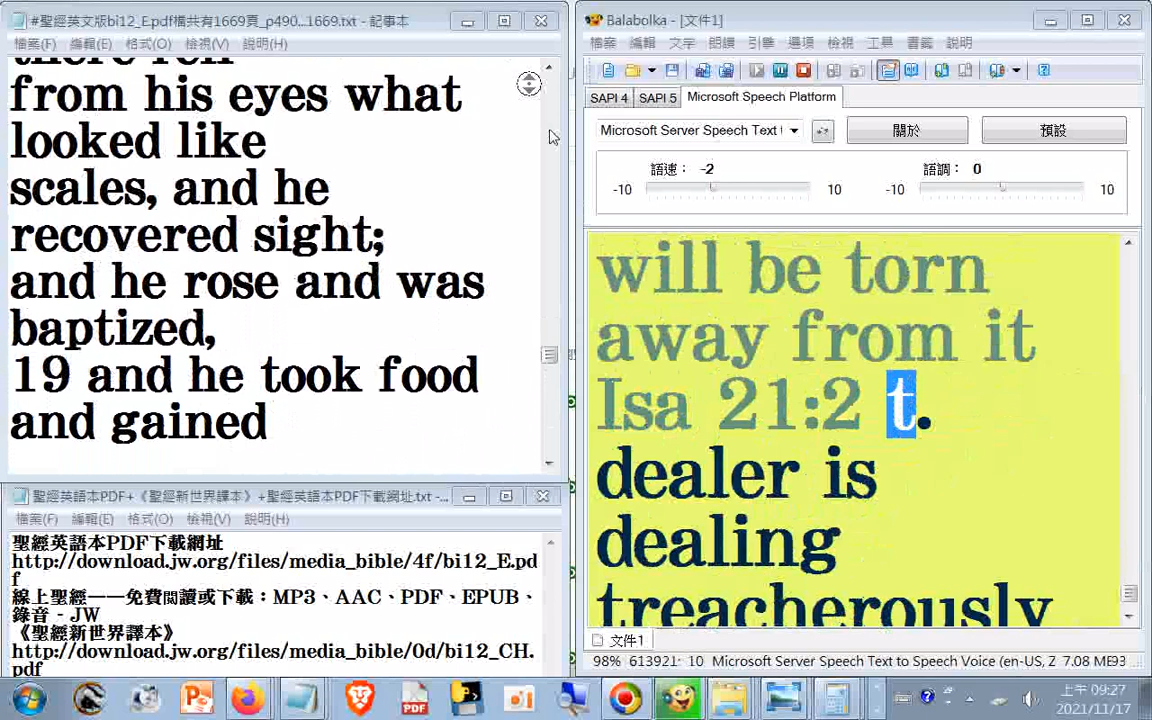 #聖經英文版bi12_E.pdf橫共有1669頁_p490...1669.txt - 記事本
檔案(F) 編輯(E) 格式(O) 檢視(V) 說明(H)
from his eyes what
looked like
scales, and he
recovered sight;
and he rose and was
baptized,
19 and he took food
and gained
聖經英語本PDF+《聖經新世界譯本》+聖經英語本PDF下載網址.txt -...
檔案(F) 編輯(E) 格式(O) 檢視(V) 說明(H)
聖經英語本PDF下載網址
http://download.jw.org/files/media_bible/4f/bi12_E.pd
f
線上聖經──免費閱讀或下載：MP3、AAC、PDF、EPUB、
錄音 - JW
《聖經新世界譯本》
http://download.jw.org/files/media_bible/0d/bi12_CH.
pdf
Balabolka - [文件1]
檔案 編輯 文字 朗讀 引擎 選項 檢視 工具 書籤 說明
SAPI 4 SAPI 5 Microsoft Speech Platform
Microsoft Server Speech Text 關於 預設
語速： -2 語調： 0
-10 10 -10 10
will be torn
away from it
Isa 21:2 t.
dealer is
dealing
treacherously
文件1
98% 613921: 10 Microsoft Server Speech Text to Speech Voice (en-US, Z 7.08 ME93
PDF
上午 09:27
2021/11/17